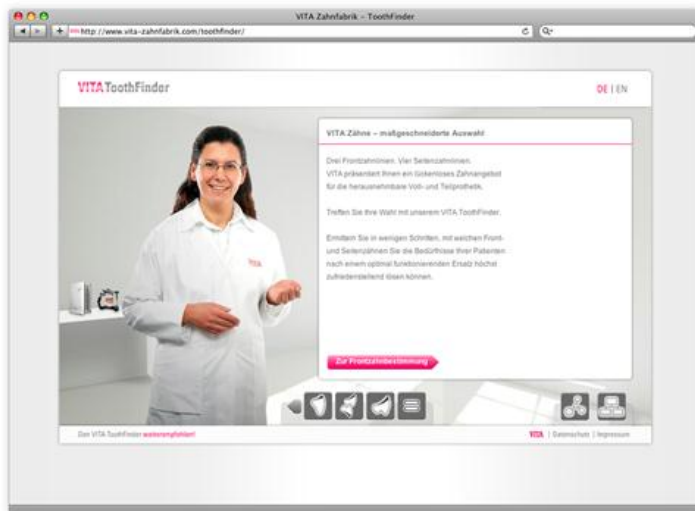 VITA Zahnfabrik – ToothFinder
http://www.vita-zahnfabrik.com/toothfinder/
VITA ToothFinder
DE | EN
VITA Zähne – maßgeschneiderte Auswahl
Drei Frontzahnlinien. Vier Seitenzahnlinien.
VITA präsentiert Ihnen ein lückenloses Zahnangebot
für die herausnehmbare Voll- und Teilprothetik.
Treffen Sie Ihre Wahl mit unserem VITA ToothFinder.
Ermitteln Sie in wenigen Schritten, mit welchen Front-
und Seitenzähnen Sie die Bedürfnisse Ihrer Patienten
nach einem optimal funktionierenden Ersatz höchst
zufriedenstellend lösen können.
VITA
Zur Frontzahnbestimmung
Den VITA ToothFinder weiterempfehlen!
VITA | Datenschutz | Impressum